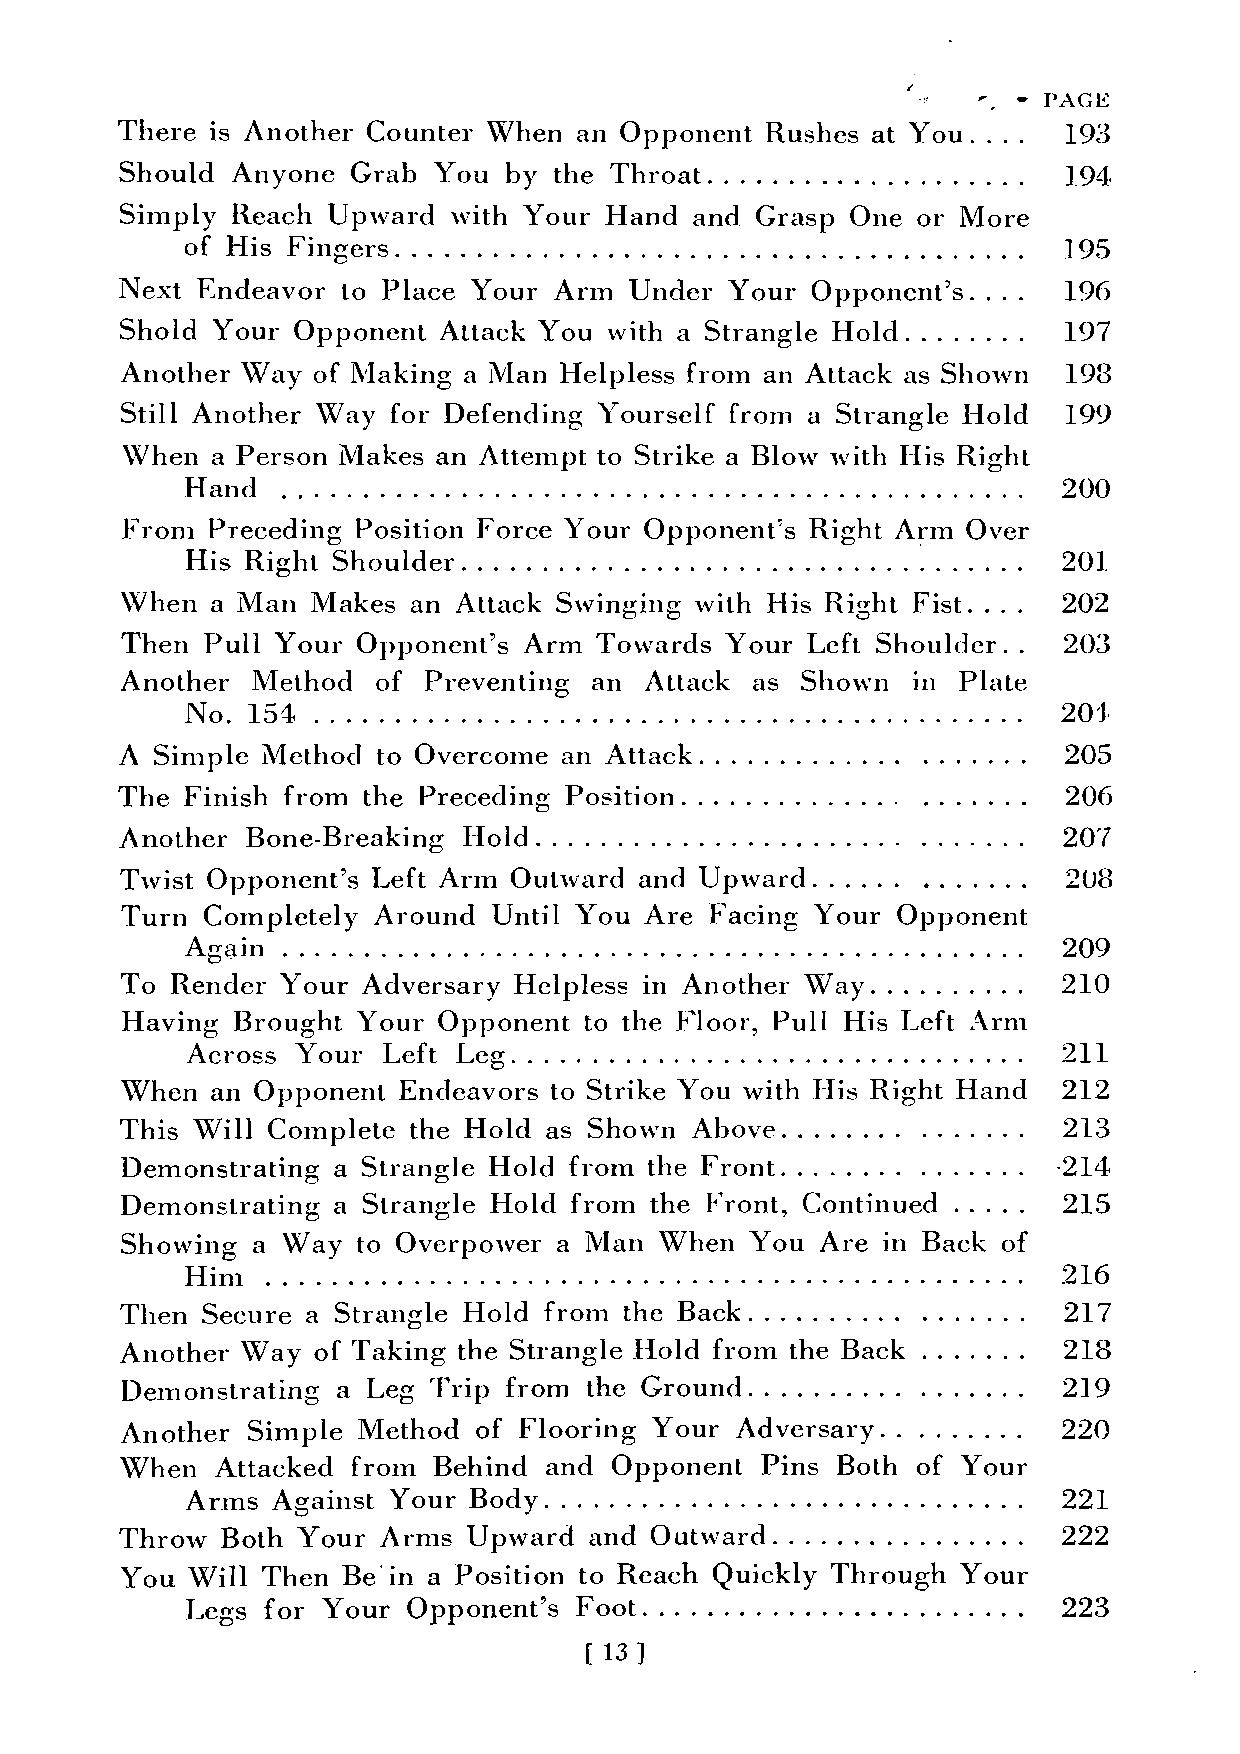 PAGE
There is Another Counter When an Opponent Rushes at You.... 193
Should Anyone Grab You by the Throat.................... 194
Simply Reach Upward with Your Hand and Grasp One or More
of His Fingers....................................... 195
Next Endeavor to Place Your Arm Under Your Opponent's.... 196
Shold Your Opponent Attack You with a Strangle Hold........ 197
Another Way of Making a Man Helpless from an Attack as Shown 198
Still Another Way for Defending Yourself from a Strangle Hold 199
When a Person Makes an Attempt to Strike a Blow with His Right
Hand .............................................. 200
From Preceding Position Force Your Opponent's Right Arm Over
His Right Shoulder................................... 201
When a Man Makes an Attack Swinging with His Right Fist.... 202
Then Pull Your Opponent's Arm Towards Your Left Shoulder.. 203
Another Method of Preventing an Attack as Shown in Plate
No. 154 ............................................ 204
A Simple Method to Overcome an Attack............. ....... 205
The Finish from the Preceding Position.............. ....... 206
Another Bone-Breaking Hold....................... ....... 207
Twist Opponent's Left Arm Outward and Upward...... ....... 208
Turn Completely Around Until You Are Facing Your Opponent
Again .............................................. 209
To Render Your Adversary Helpless in Another Way.......... 210
Having Brought Your Opponent to the Floor, Pull His Left Arm
Across Your Left Leg................................ 211
When an Opponent Endeavors to Strike You with His Right Hand 212
This Will Complete the Hold as Shown Above........ ....... 213
Demonstrating a Strangle Hold from the Front........ ....... 214
Demonstrating a Strangle Hold from the Front, Continued ..... 215
Showing a Way to Overpower a Man When You Are in Back of
Him ............................................... 216
Then Secure a Strangle Hold from the Back.......... ....... 217
Another Way of Taking the Strangle Hold from the Back ....... 218
Demonstrating a Leg Trip from the Ground.......... ....... 219
Another Simple Method of Flooring Your Adversary.. ....... 220
When Attacked from Behind and Opponent Pins Both of Your
Arms Against Your Body.............................. 221
Throw Both Your Arms Upward and Outward................ 222
You Will Then Be in a Position to Reach Quickly Through Your
Legs for Your Opponent's Foot........................ 223
[ 13 ]